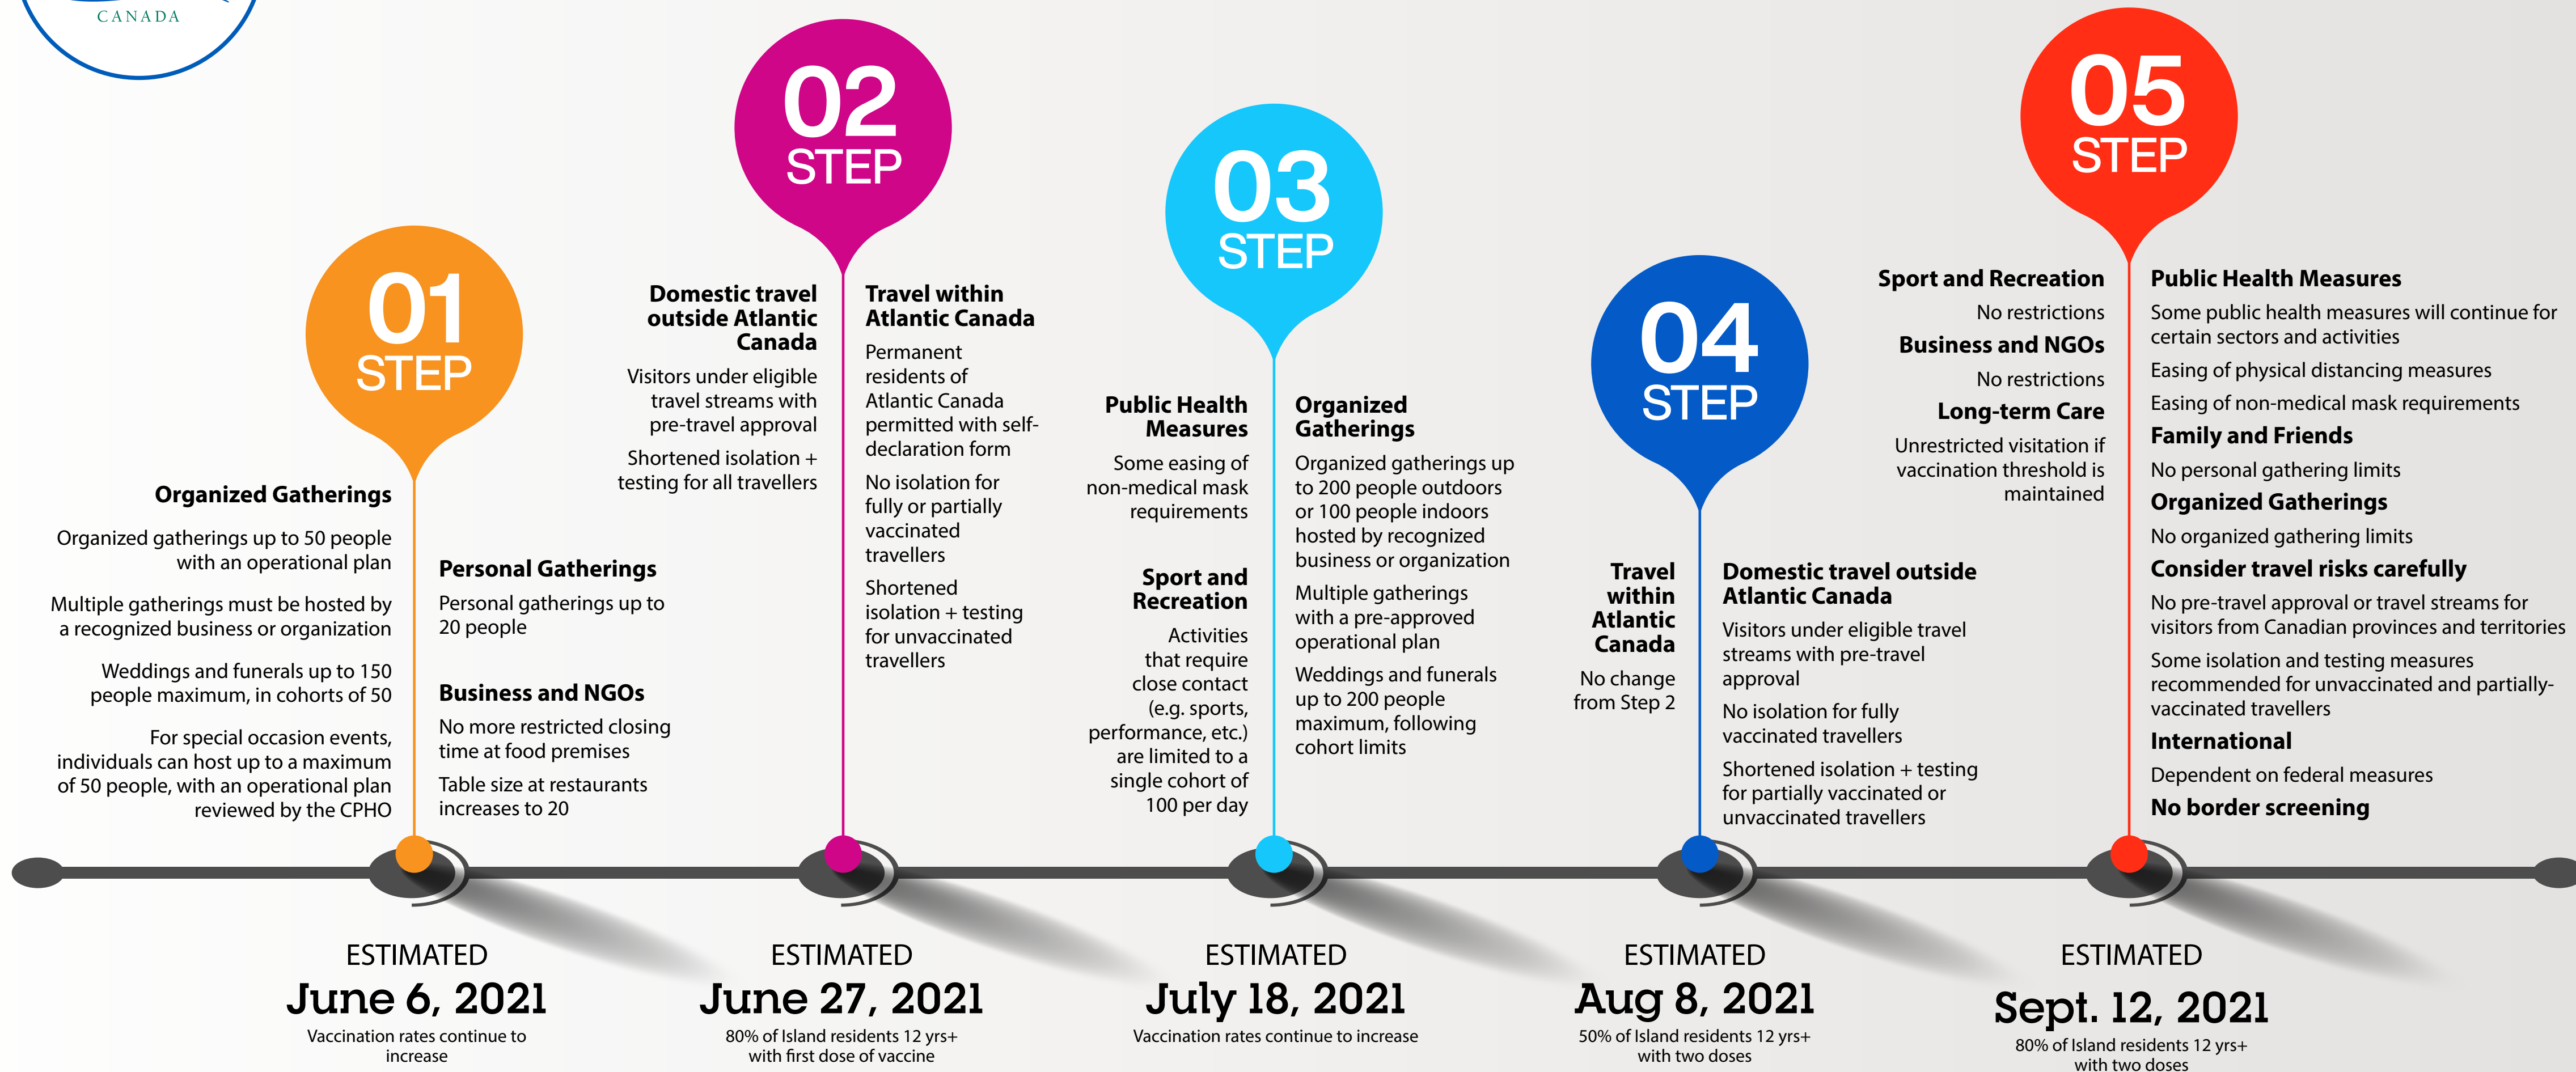 CANADA
01
STEP
Organized Gatherings
Organized gatherings up to 50 people
with an operational plan
Multiple gatherings must be hosted by
a recognized business or organization
Weddings and funerals up to 150
people maximum, in cohorts of 50
For special occasion events,
individuals can host up to a maximum
of 50 people, with an operational plan
reviewed by the CPHO
Personal Gatherings
Personal gatherings up to
20 people
Business and NGOs
No more restricted closing
time at food premises
Table size at restaurants
increases to 20
ESTIMATED
June 6, 2021
Vaccination rates continue to
increase
02
STEP
Domestic travel
outside Atlantic
Canada
Visitors under eligible
travel streams with
pre-travel approval
Shortened isolation +
testing for all travellers
Travel within
Atlantic Canada
Permanent
residents of
Atlantic Canada
permitted with self-
declaration form
No isolation for
fully or partially
vaccinated
travellers
Shortened
isolation + testing
for unvaccinated
travellers
ESTIMATED
June 27, 2021
80% of Island residents 12 yrs+
with first dose of vaccine
03
STEP
Public Health
Measures
Some easing of
non-medical mask
requirements
Sport and
Recreation
Activities
that require
close contact
(e.g. sports,
performance, etc.)
are limited to a
single cohort of
100 per day
Organized
Gatherings
Organized gatherings up
to 200 people outdoors
or 100 people indoors
hosted by recognized
business or organization
Multiple gatherings
with a pre-approved
operational plan
Weddings and funerals
up to 200 people
maximum, following
cohort limits
ESTIMATED
July 18, 2021
Vaccination rates continue to increase
04
STEP
Travel
within
Atlantic
Canada
No change
from Step 2
Domestic travel outside
Atlantic Canada
Visitors under eligible travel
streams with pre-travel
approval
No isolation for fully
vaccinated travellers
Shortened isolation + testing
for partially vaccinated or
unvaccinated travellers
ESTIMATED
Aug 8, 2021
50% of Island residents 12 yrs+
with two doses
05
STEP
Sport and Recreation
No restrictions
Business and NGOs
No restrictions
Long-term Care
Unrestricted visitation if
vaccination threshold is
maintained
Public Health Measures
Some public health measures will continue for
certain sectors and activities
Easing of physical distancing measures
Easing of non-medical mask requirements
Family and Friends
No personal gathering limits
Organized Gatherings
No organized gathering limits
Consider travel risks carefully
No pre-travel approval or travel streams for
visitors from Canadian provinces and territories
Some isolation and testing measures
recommended for unvaccinated and partially-
vaccinated travellers
International
Dependent on federal measures
No border screening
ESTIMATED
Sept. 12, 2021
80% of Island residents 12 yrs+
with two doses